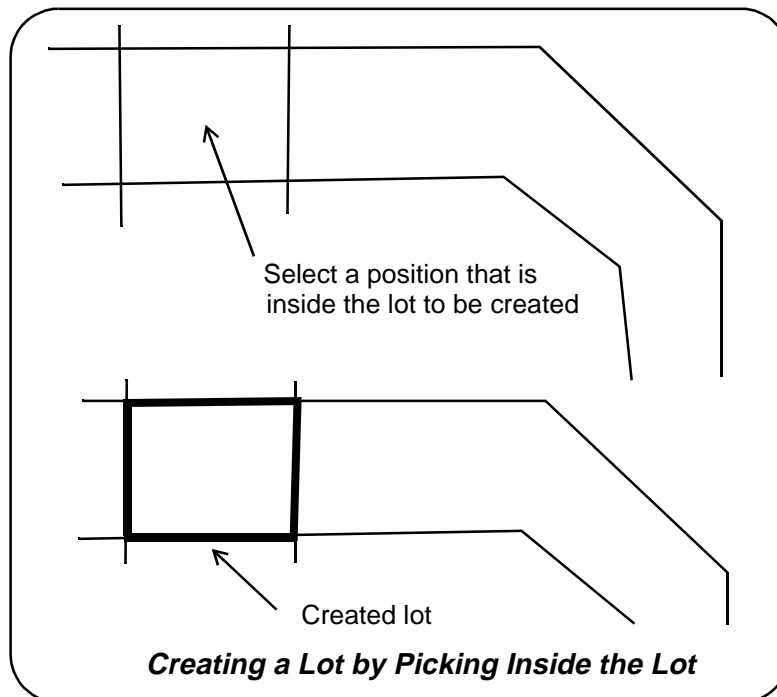 Select a position that is
inside the lot to be created
Created lot
Creating a Lot by Picking Inside the Lot